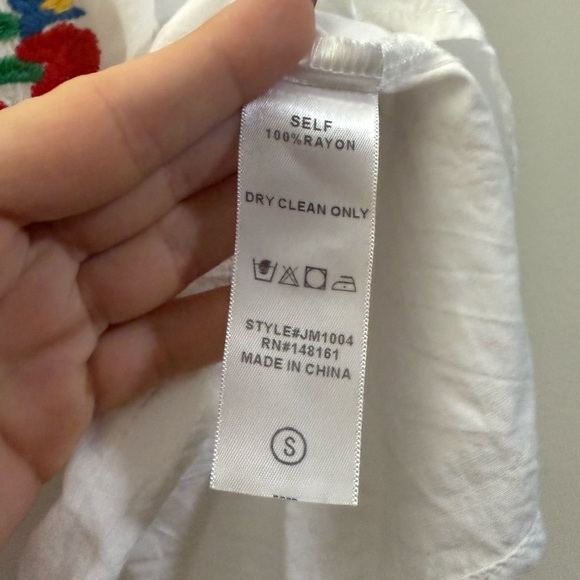 SELF
100%RAYON
DRY CLEAN ONLY
STYLE#JM1004
RN#148161
MADE IN CHINA
S